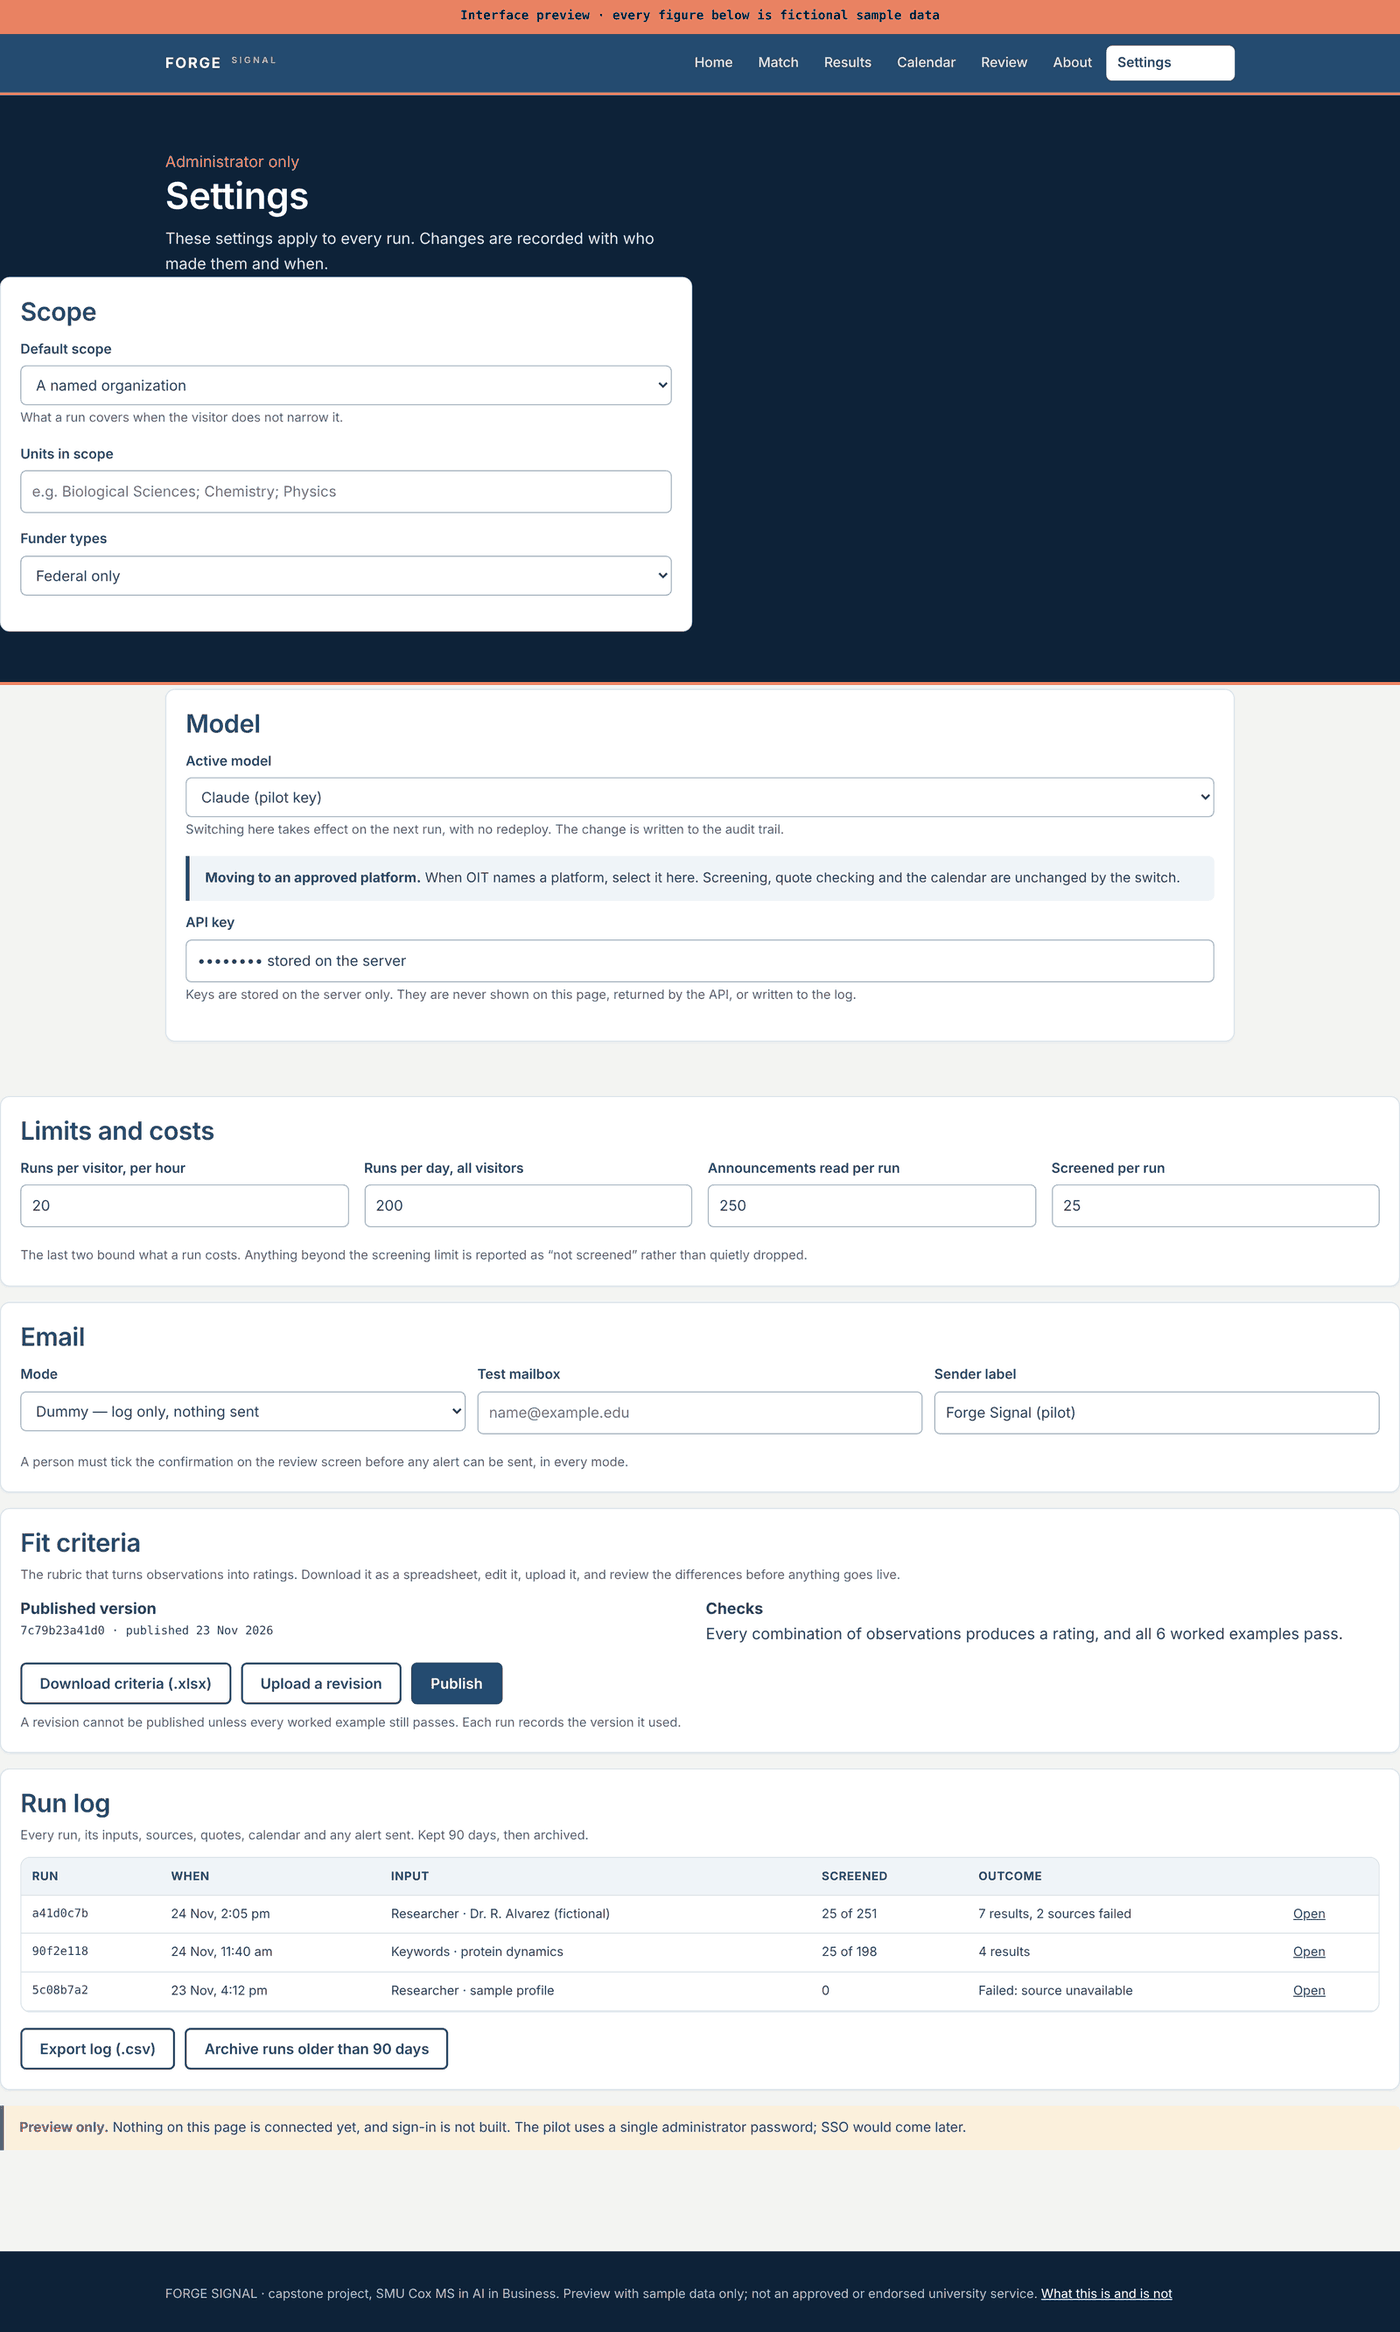 Interface preview · every figure below is fictional sample data
FORGE SIGNAL
Home Match Results Calendar Review About Settings
Administrator only
Settings
These settings apply to every run. Changes are recorded with who
made them and when.
Scope
Default scope
A named organization
What a run covers when the visitor does not narrow it.
Units in scope
e.g. Biological Sciences; Chemistry; Physics
Funder types
Federal only
Model
Active model
Claude (pilot key)
Switching here takes effect on the next run, with no redeploy. The change is written to the audit trail.
Moving to an approved platform. When OIT names a platform, select it here. Screening, quote checking and the calendar are unchanged by the switch.
API key
•••••••• stored on the server
Keys are stored on the server only. They are never shown on this page, returned by the API, or written to the log.
Limits and costs
Runs per visitor, per hour Runs per day, all visitors Announcements read per run Screened per run
20 200 250 25
The last two bound what a run costs. Anything beyond the screening limit is reported as “not screened” rather than quietly dropped.
Email
Mode Test mailbox Sender label
Dummy — log only, nothing sent name@example.edu Forge Signal (pilot)
A person must tick the confirmation on the review screen before any alert can be sent, in every mode.
Fit criteria
The rubric that turns observations into ratings. Download it as a spreadsheet, edit it, upload it, and review the differences before anything goes live.
Published version Checks
7c79b23a41d0 · published 23 Nov 2026 Every combination of observations produces a rating, and all 6 worked examples pass.
Download criteria (.xlsx) Upload a revision Publish
A revision cannot be published unless every worked example still passes. Each run records the version it used.
Run log
Every run, its inputs, sources, quotes, calendar and any alert sent. Kept 90 days, then archived.
RUN WHEN INPUT SCREENED OUTCOME
a41d0c7b 24 Nov, 2:05 pm Researcher · Dr. R. Alvarez (fictional) 25 of 251 7 results, 2 sources failed Open
90f2e118 24 Nov, 11:40 am Keywords · protein dynamics 25 of 198 4 results Open
5c08b7a2 23 Nov, 4:12 pm Researcher · sample profile 0 Failed: source unavailable Open
Export log (.csv) Archive runs older than 90 days
Preview only. Nothing on this page is connected yet, and sign-in is not built. The pilot uses a single administrator password; SSO would come later.
FORGE SIGNAL · capstone project, SMU Cox MS in AI in Business. Preview with sample data only; not an approved or endorsed university service. What this is and is not